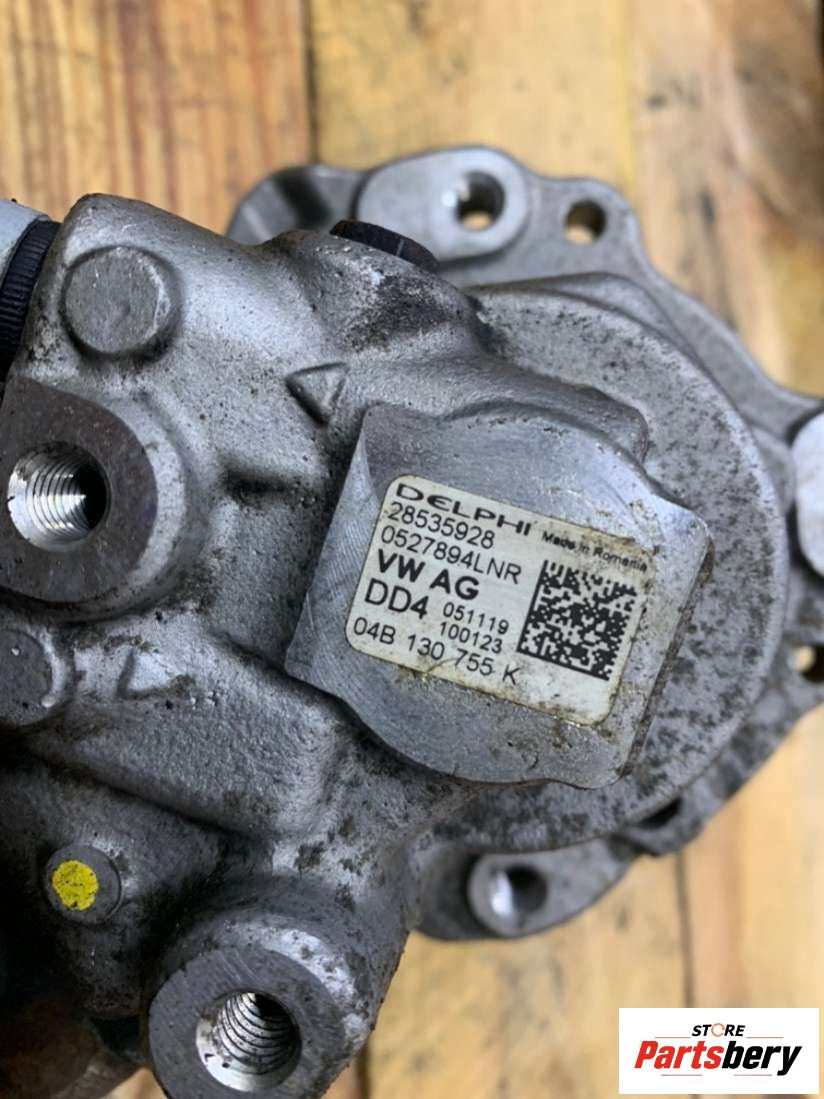 DELPHI Made in Romania
28535928
0527894LNR
VW AG
DD4 051119
100123
04B 130 755 K
STORE
Partsbery